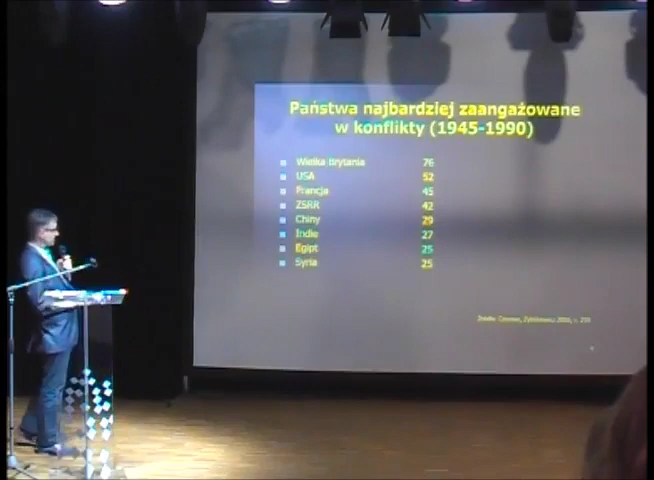 Państwa najbardziej zaangażowane
w konflikty (1945-1990)
Wielka Brytania 76
USA 52
Francja 45
ZSRR 42
Chiny 29
Indie 27
Egipt 25
Syria 25